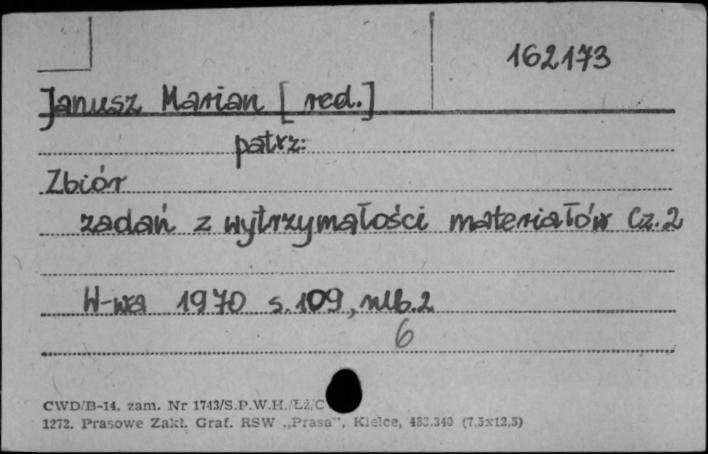 162173
Janusz Marian [red.]
patrz:
Zbiór
zadań z wytrzymałości materiałów Cz.2
W-wa 1970 s.109, nlb.2
6
CWD/B-14, zam. Nr 1743/S.P.W.H./Łż/C
1272. Prasowe Zakł. Graf. RSW „Prasa", Kielce, 483.340 (7,5x12,5)